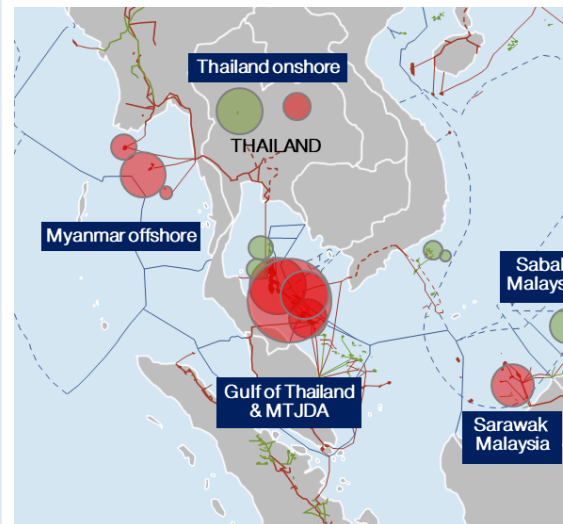 Thailand onshore
THAILAND
Myanmar offshore
Gulf of Thailand
& MTJDA
Sarawak
Malaysia